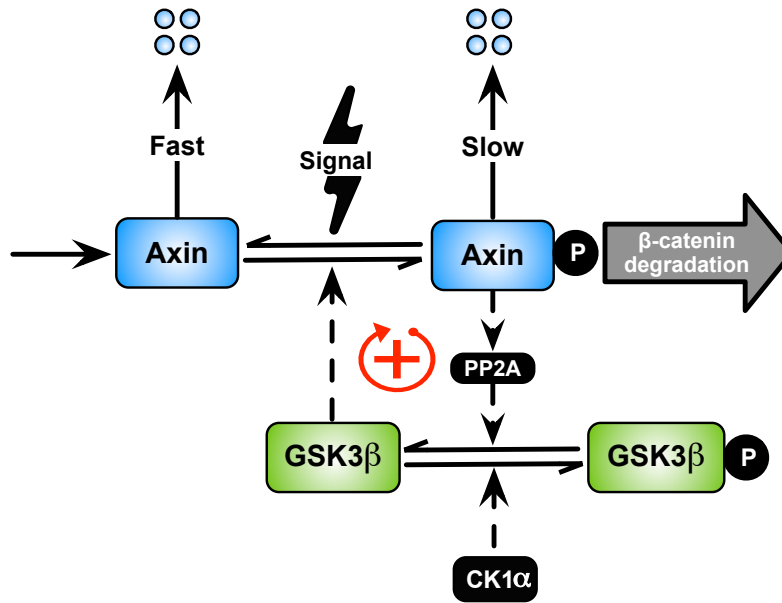 Fast
Signal
Slow
Axin
Axin
P
β-catenin
degradation
PP2A
GSK3β
GSK3β
P
CK1α